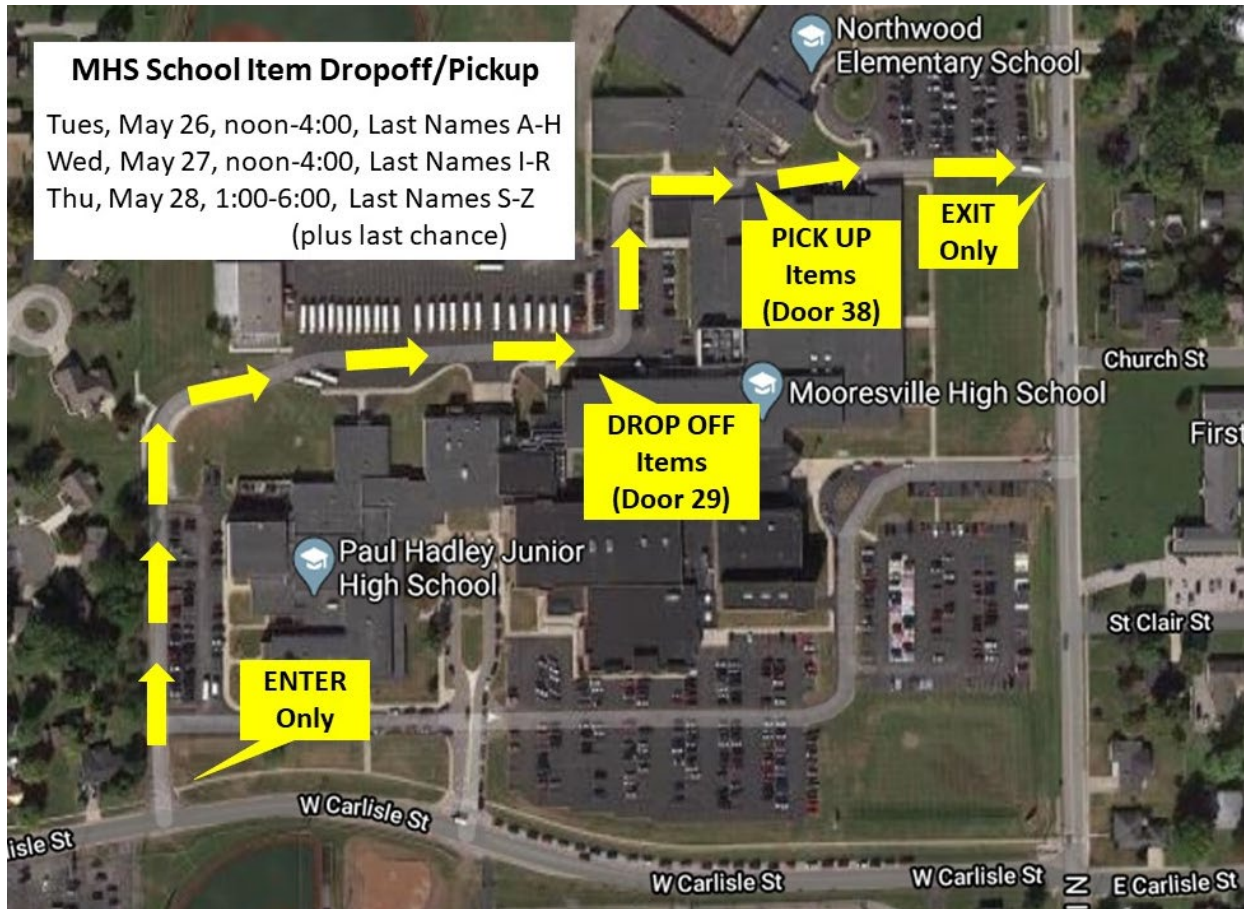 MHS School Item Dropoff/Pickup
Tues, May 26, noon-4:00, Last Names A-H
Wed, May 27, noon-4:00, Last Names I-R
Thu, May 28, 1:00-6:00, Last Names S-Z
(plus last chance)
Northwood
Elementary School
EXIT
Only
PICK UP
Items
(Door 38)
Church St
Mooresville High School
First
DROP OFF
Items
(Door 29)
Paul Hadley Junior
High School
St Clair St
ENTER
Only
W Carlisle St
lisle St
W Carlisle St
W Carlisle St
E Carlisle St